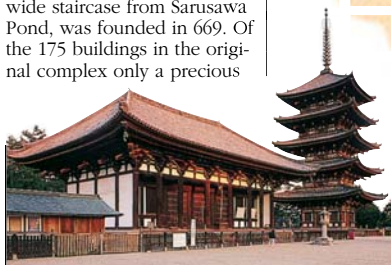 wide staircase from Sarusawa
Pond, was founded in 669. Of
the 175 buildings in the origi-
nal complex only a precious